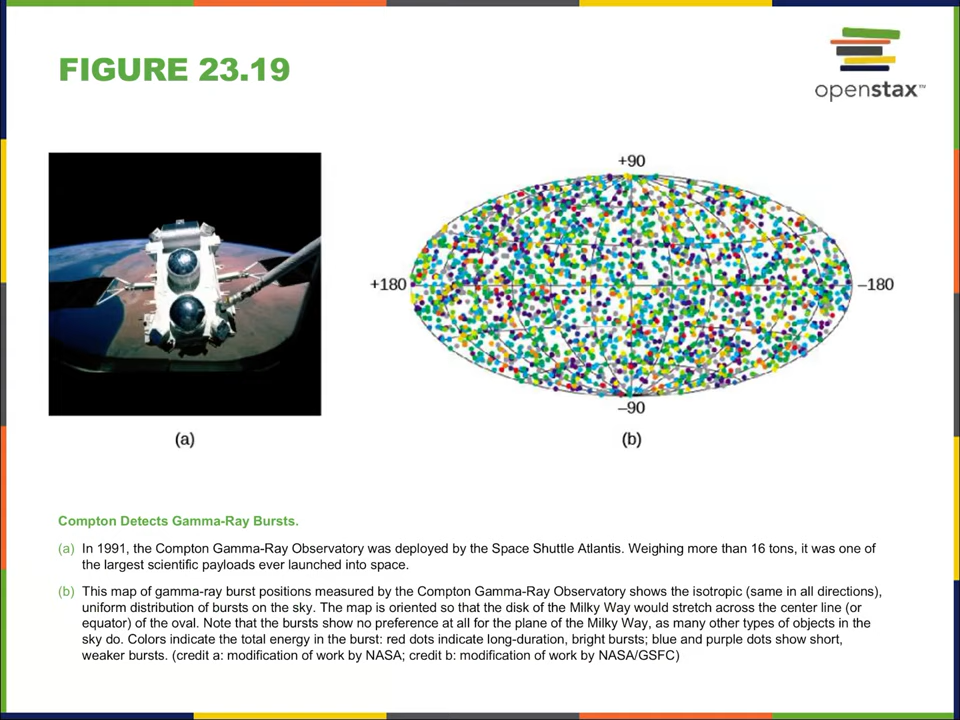 FIGURE 23.19
openstax™
+90
+180
–180
–90
(a)
(b)
Compton Detects Gamma-Ray Bursts.
(a) In 1991, the Compton Gamma-Ray Observatory was deployed by the Space Shuttle Atlantis. Weighing more than 16 tons, it was one of
the largest scientific payloads ever launched into space.
(b) This map of gamma-ray burst positions measured by the Compton Gamma-Ray Observatory shows the isotropic (same in all directions),
uniform distribution of bursts on the sky. The map is oriented so that the disk of the Milky Way would stretch across the center line (or
equator) of the oval. Note that the bursts show no preference at all for the plane of the Milky Way, as many other types of objects in the
sky do. Colors indicate the total energy in the burst: red dots indicate long-duration, bright bursts; blue and purple dots show short,
weaker bursts. (credit a: modification of work by NASA; credit b: modification of work by NASA/GSFC)